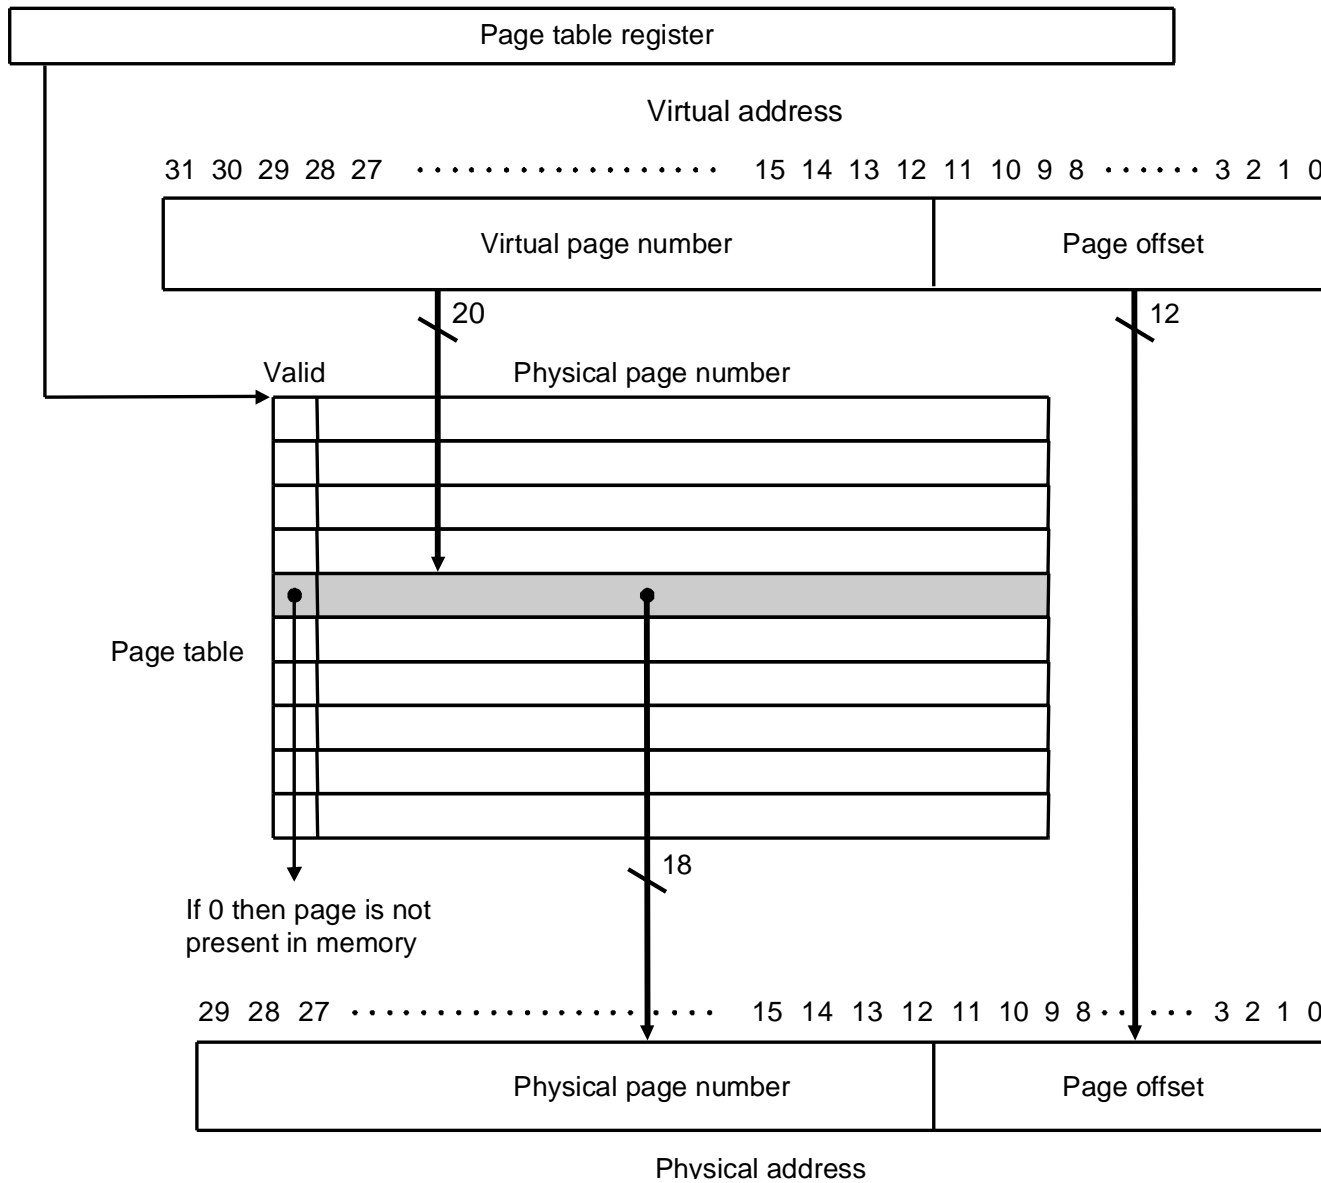 Page table register
Virtual address
31 30 29 28 27 ................. 15 14 13 12 11 10 9 8 ...... 3 2 1 0
Virtual page number Page offset
20 12
Valid Physical page number
Page table
18
If 0 then page is not
present in memory
29 28 27 ..................... 15 14 13 12 11 10 9 8 ...... 3 2 1 0
Physical page number Page offset
Physical address